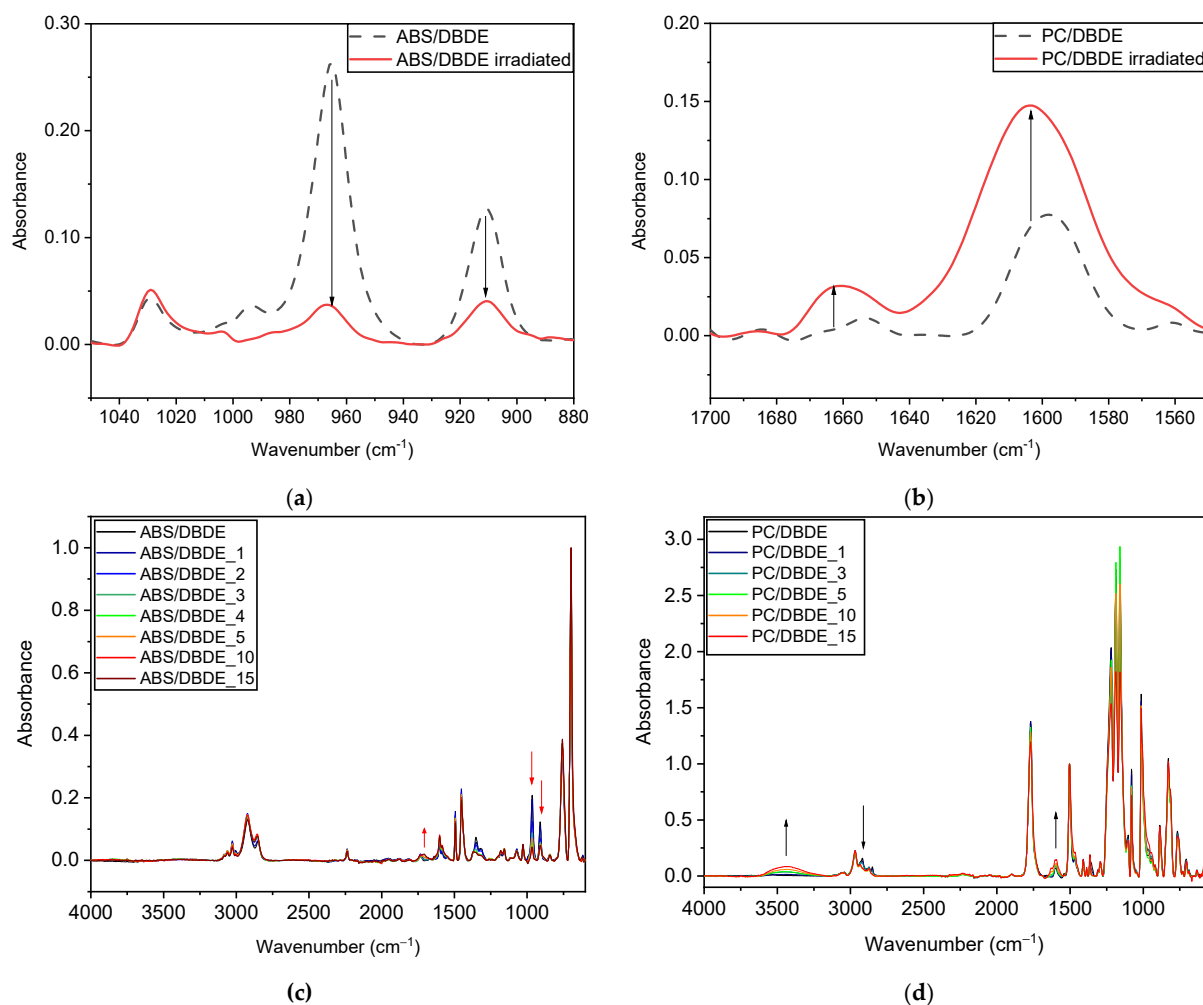 0.30
0.20
0.10
0.00
Absorbance
ABS/DBDE
ABS/DBDE irradiated
1040 1020 1000 980 960 940 920 900 880
Wavenumber (cm⁻¹)
(a)
0.20
0.15
0.10
0.05
0.00
Absorbance
PC/DBDE
PC/DBDE irradiated
1700 1680 1660 1640 1620 1600 1580 1560
Wavenumber (cm⁻¹)
(b)
1.0
0.8
0.6
0.4
0.2
0.0
Absorbance
ABS/DBDE
ABS/DBDE_1
ABS/DBDE_2
ABS/DBDE_3
ABS/DBDE_4
ABS/DBDE_5
ABS/DBDE_10
ABS/DBDE_15
4000 3500 3000 2500 2000 1500 1000
Wavenumber (cm⁻¹)
(c)
3.0
2.5
2.0
1.5
1.0
0.5
0.0
Absorbance
PC/DBDE
PC/DBDE_1
PC/DBDE_3
PC/DBDE_5
PC/DBDE_10
PC/DBDE_15
4000 3500 3000 2500 2000 1500 1000
Wavenumber (cm⁻¹)
(d)